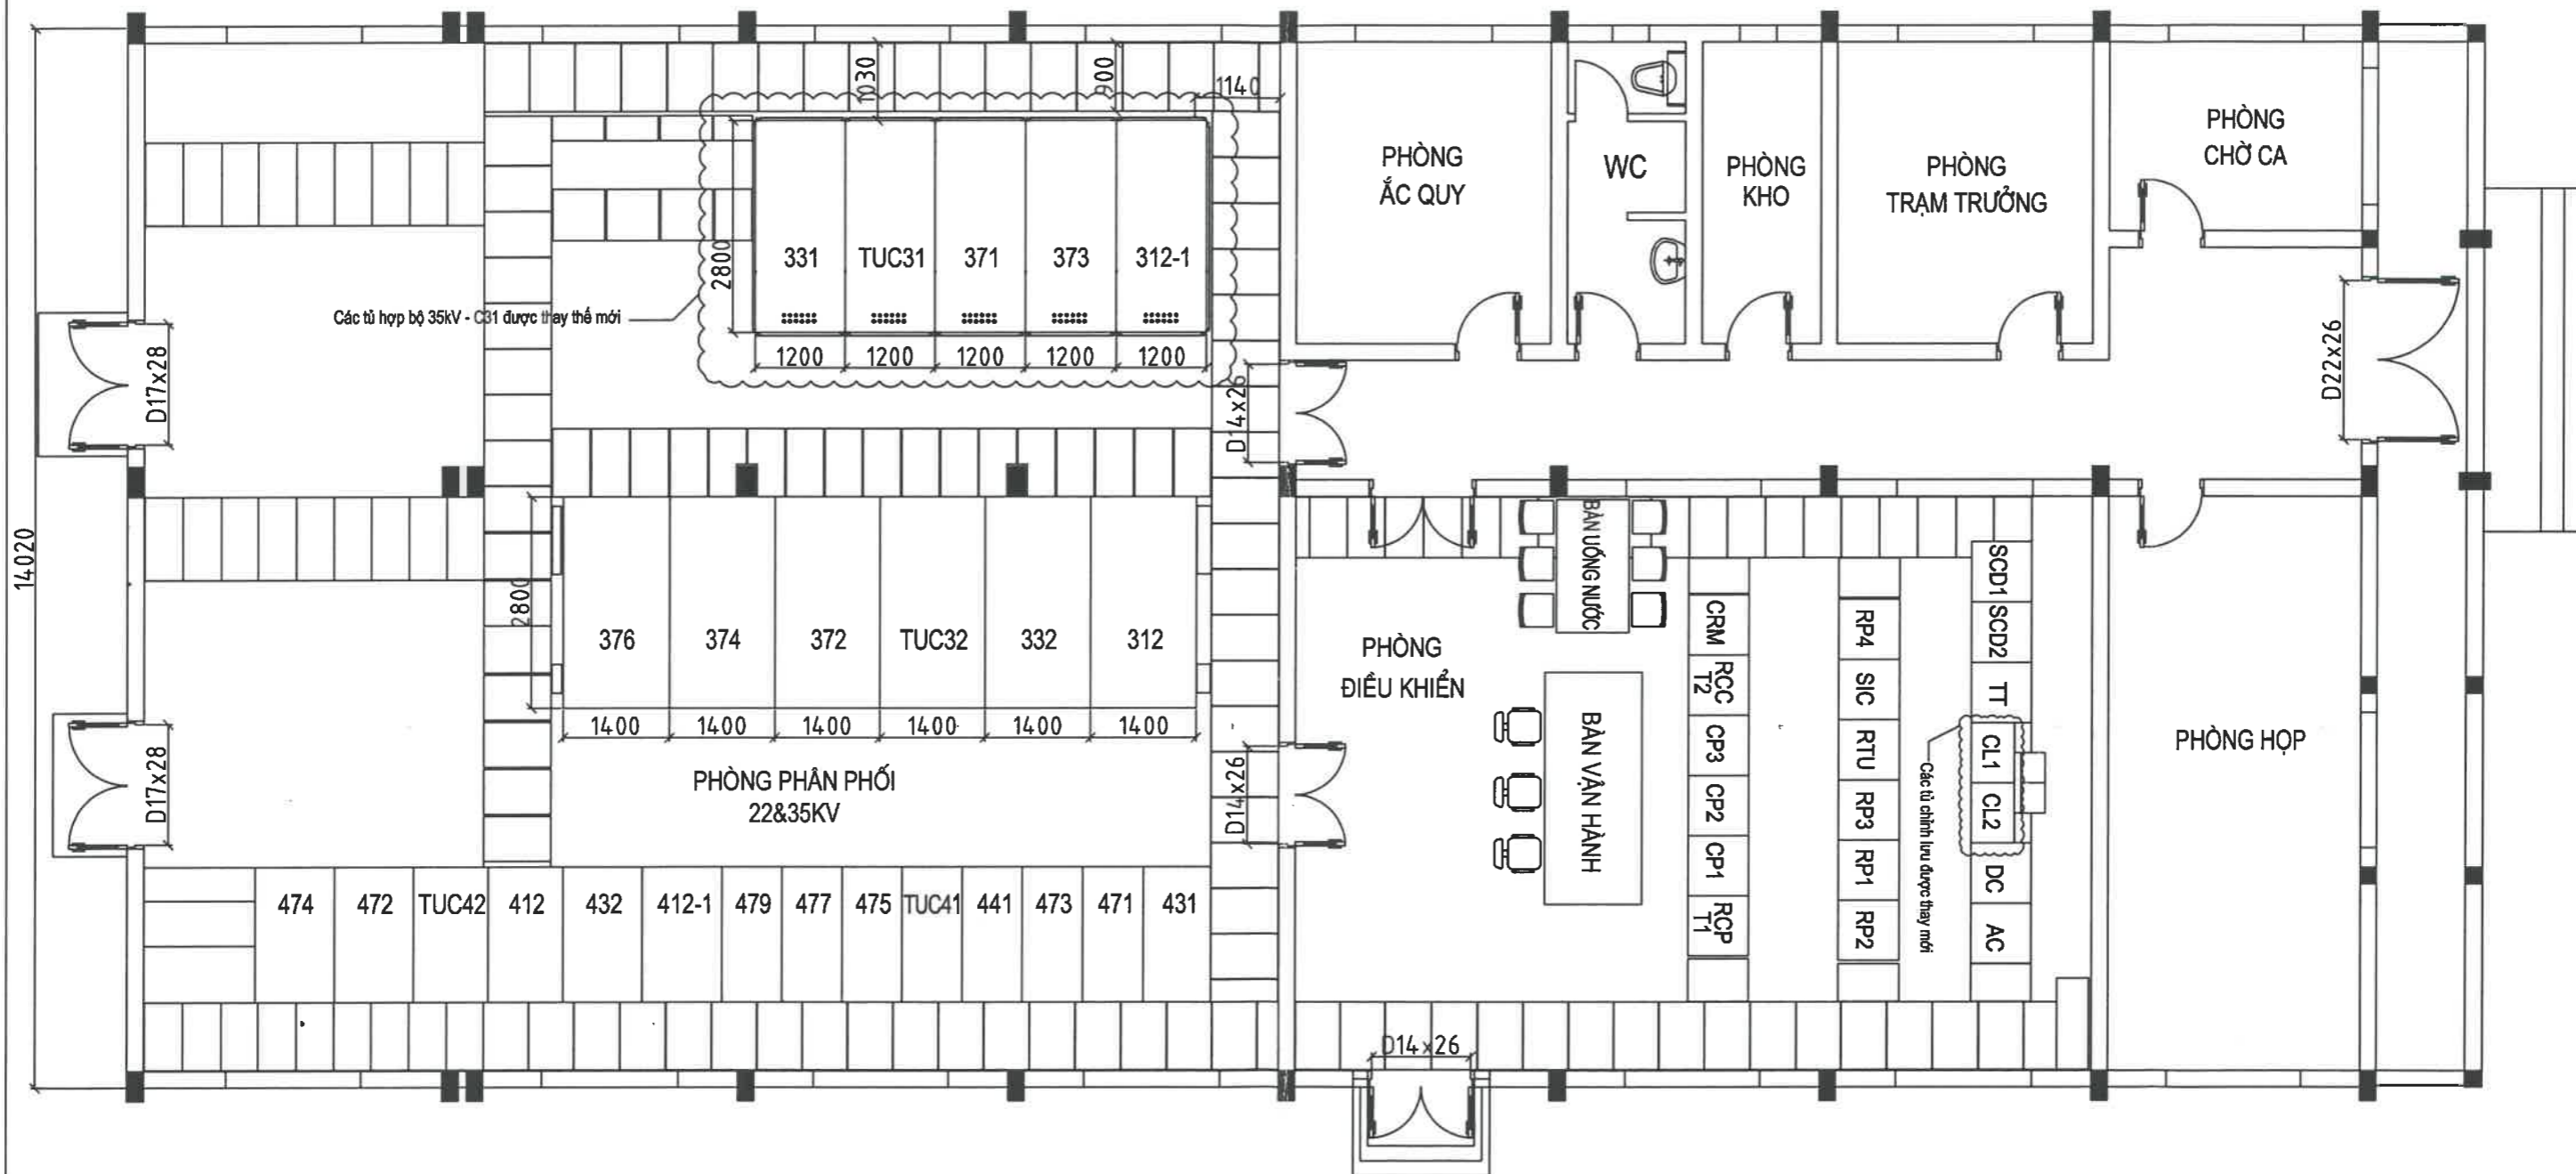 1030
900
1140
PHÒNG
ẮC QUY
WC
PHÒNG
KHO
PHÒNG
TRẠM TRƯỞNG
PHÒNG
CHỜ CA
331
TUC31
371
373
312-1
2800
Các tủ hợp bộ 35kV - C31 được thay thế mới
1200
1200
1200
1200
1200
D17x28
D14x26
D22x26
14020
2800
376
374
372
TUC32
332
312
1400
1400
1400
1400
1400
1400
PHÒNG PHÂN PHỐI
22&35KV
D17x28
D14x26
474
472
TUC42
412
432
412-1
479
477
475
TUC41
441
473
471
431
PHÒNG
ĐIỀU KHIỂN
BÀN UỐNG NƯỚC
BÀN VẬN HÀNH
CRM
RCC
T2
CP3
CP2
CP1
RCP
T1
RP4
SIC
RTU
RP3
RP1
RP2
Các tủ chỉnh lưu được thay mới
SCD1
SCD2
TT
CL1
CL2
DC
AC
PHÒNG HỌP
D14x26